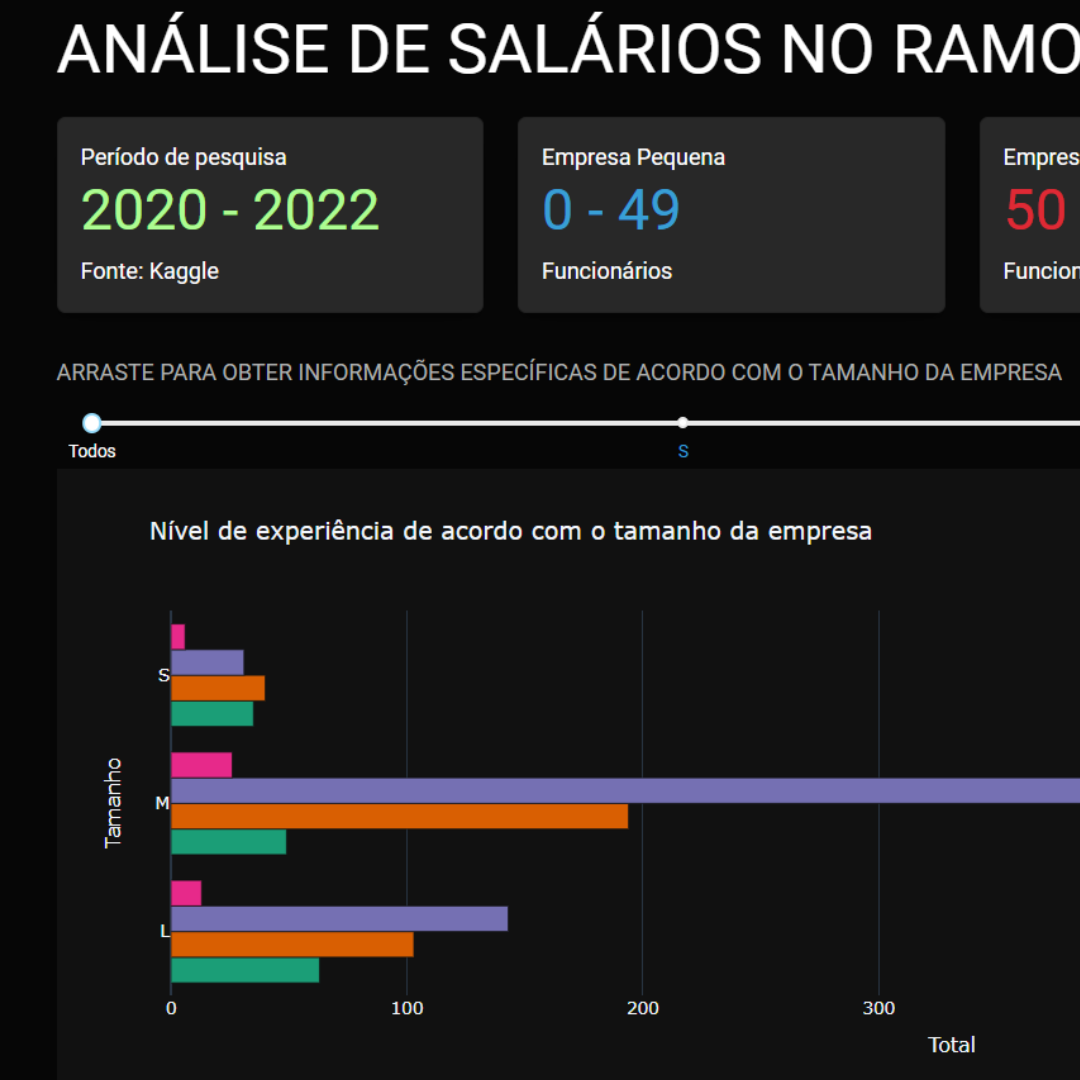 ANÁLISE DE SALÁRIOS NO RAMO
Período de pesquisa
2020 - 2022
Fonte: Kaggle
Empresa Pequena
0 - 49
Funcionários
Empres
50
Funcion
ARRASTE PARA OBTER INFORMAÇÕES ESPECÍFICAS DE ACORDO COM O TAMANHO DA EMPRESA
Todos
S
Nível de experiência de acordo com o tamanho da empresa
Tamanho
S
M
L
0 100 200 300
Total